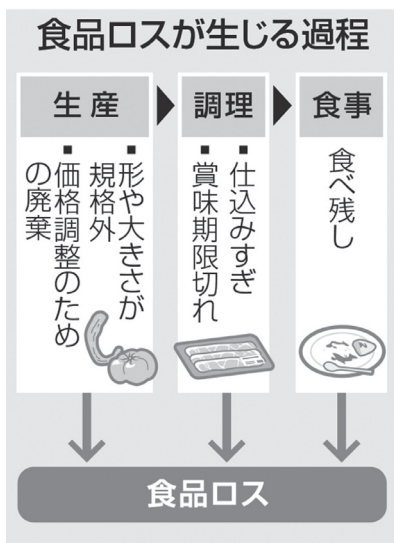 食品ロスが生じる過程
生産
調理
食事
■形や大きさが
規格外
■価格調整のため
の廃棄
■仕込みすぎ
■賞味期限切れ
食べ残し
食品ロス